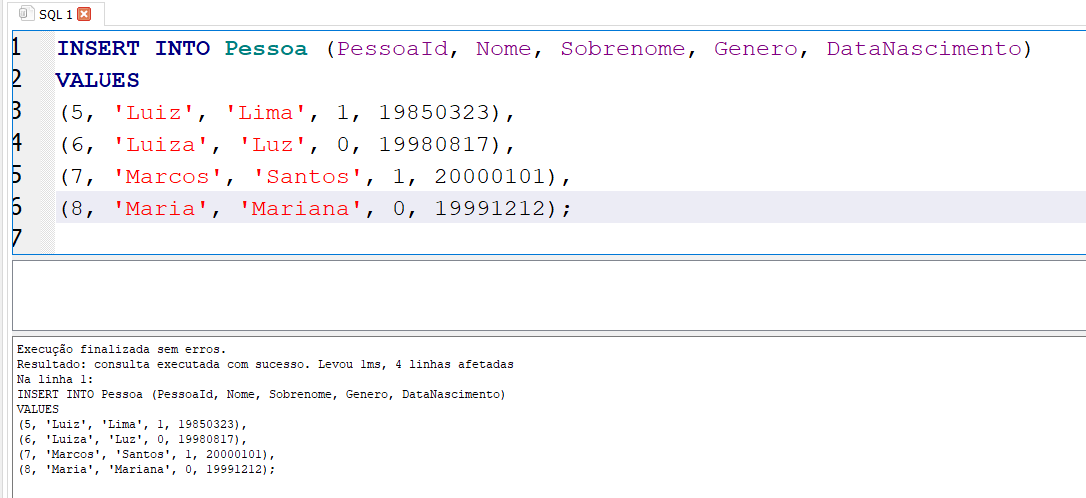 SQL 1
1 INSERT INTO Pessoa (PessoaId, Nome, Sobrenome, Genero, DataNascimento)
2 VALUES
3 (5, 'Luiz', 'Lima', 1, 19850323),
4 (6, 'Luiza', 'Luz', 0, 19980817),
5 (7, 'Marcos', 'Santos', 1, 20000101),
6 (8, 'Maria', 'Mariana', 0, 19991212);
7
Execução finalizada sem erros.
Resultado: consulta executada com sucesso. Levou 1ms, 4 linhas afetadas
Na linha 1:
INSERT INTO Pessoa (PessoaId, Nome, Sobrenome, Genero, DataNascimento)
VALUES
(5, 'Luiz', 'Lima', 1, 19850323),
(6, 'Luiza', 'Luz', 0, 19980817),
(7, 'Marcos', 'Santos', 1, 20000101),
(8, 'Maria', 'Mariana', 0, 19991212);